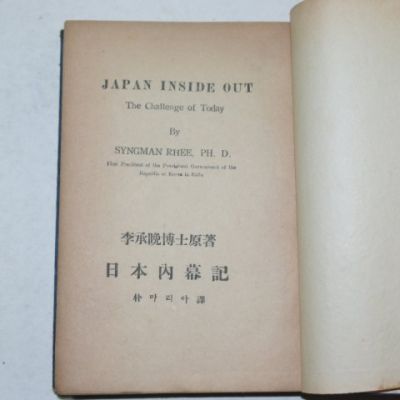 JAPAN INSIDE OUT
The Challenge of Today
By
SYNGMAN RHEE, PH. D.
First President of the Provisional Government of the
Republic of Korea in Exile
李承晩博士原著
日本內幕記
朴마리아譯